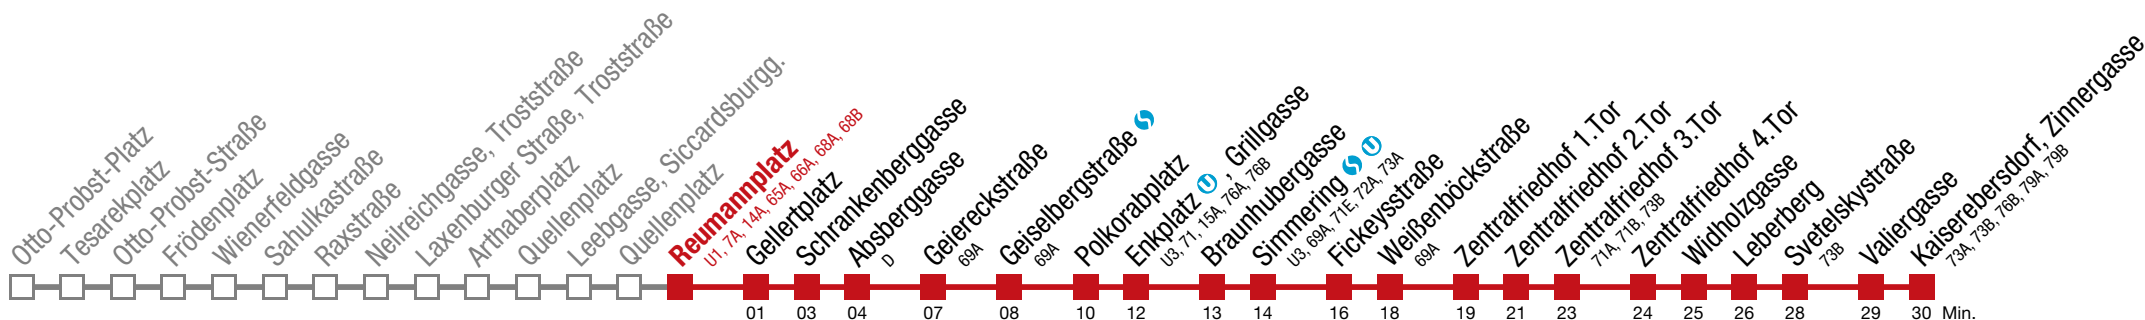 Otto-Probst-Platz
Tesarekplatz
Otto-Probst-Straße
Frödenplatz
Wienerfeldgasse
Sahulkastraße
Raxstraße
Neilreichgasse, Troststraße
Laxenburger Straße, Troststraße
Arthaberplatz
Quellenplatz
Leebgasse, Siccardsburgg.
Quellenplatz
Reumannplatz
U1, 7A, 14A, 65A, 66A, 68A, 68B
Gellertplatz
Schrankenberggasse
Absberggasse
D
Geiereckstraße
69A
Geiselbergstraße S
69A
Polkorabplatz
Enkplatz U , Grillgasse
U3, 71, 15A, 76A, 76B
Braunhubergasse
Simmering S U
U3, 69A, 71E, 72A, 73A
Fickeysstraße
Weißenböckstraße
69A
Zentralfriedhof 1.Tor
Zentralfriedhof 2.Tor
Zentralfriedhof 3.Tor
71A, 71B, 73B
Zentralfriedhof 4.Tor
Widholzgasse
Leberberg
Svetelskystraße
73B
Valiergasse
Kaiserebersdorf, Zinnergasse
73A, 73B, 76B, 79A, 79B
01 03 04 07 08 10 12 13 14 16 18 19 21 23 24 25 26 28 29 30 Min.